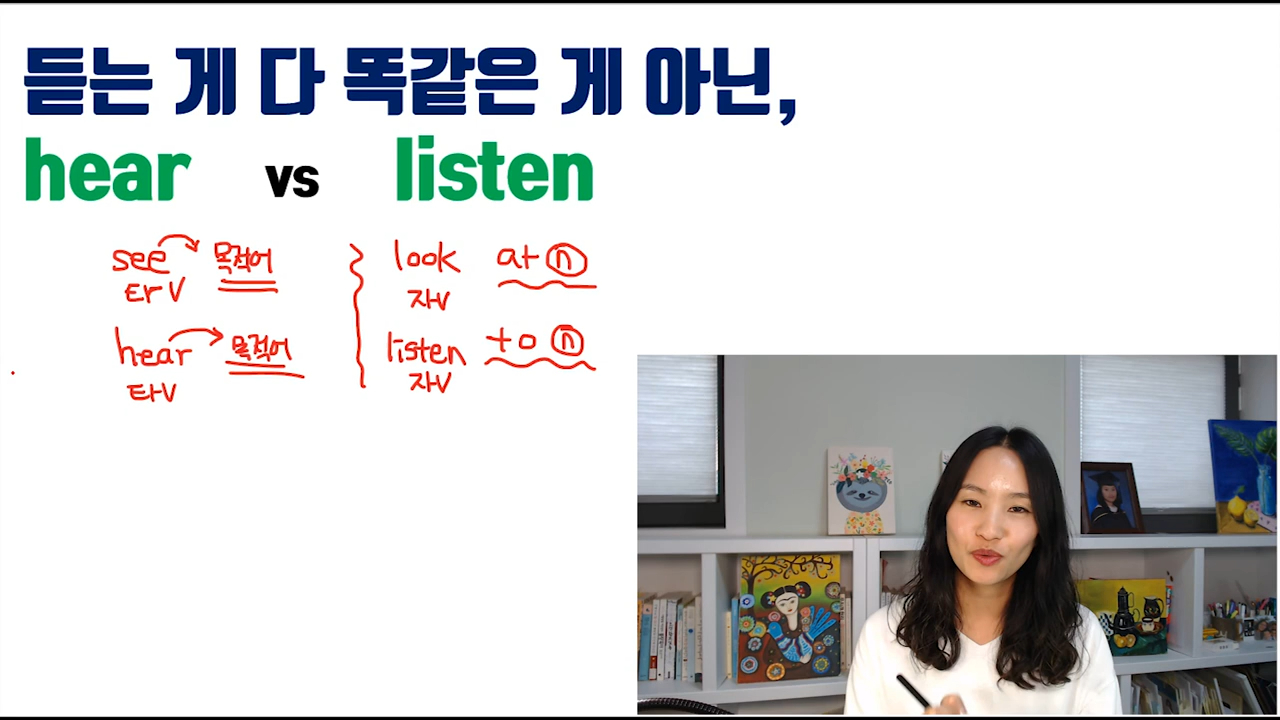 듣는 게 다 똑같은 게 아닌,
hear vs listen
see 목적어 look at n
타V 자V
hear 목적어 listen to n
타V 자V